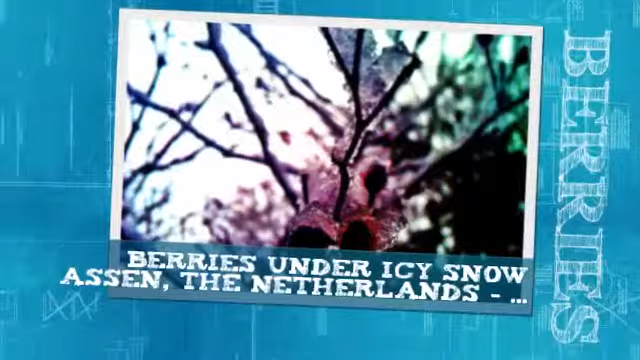 BERRIES UNDER ICY SNOW
ASSEN, THE NETHERLANDS - ...
BERRIES